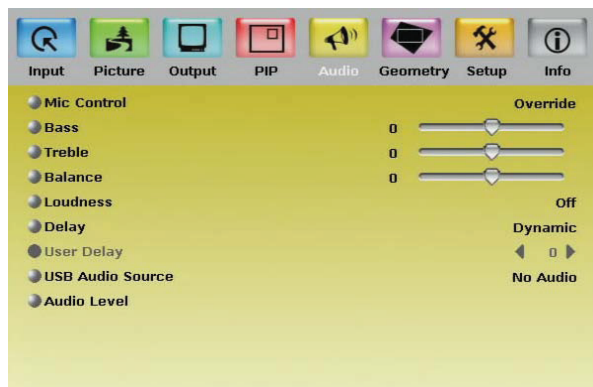 Input Picture Output PIP Audio Geometry Setup Info
Mic Control Override
Bass 0
Treble 0
Balance 0
Loudness Off
Delay Dynamic
User Delay 0
USB Audio Source No Audio
Audio Level